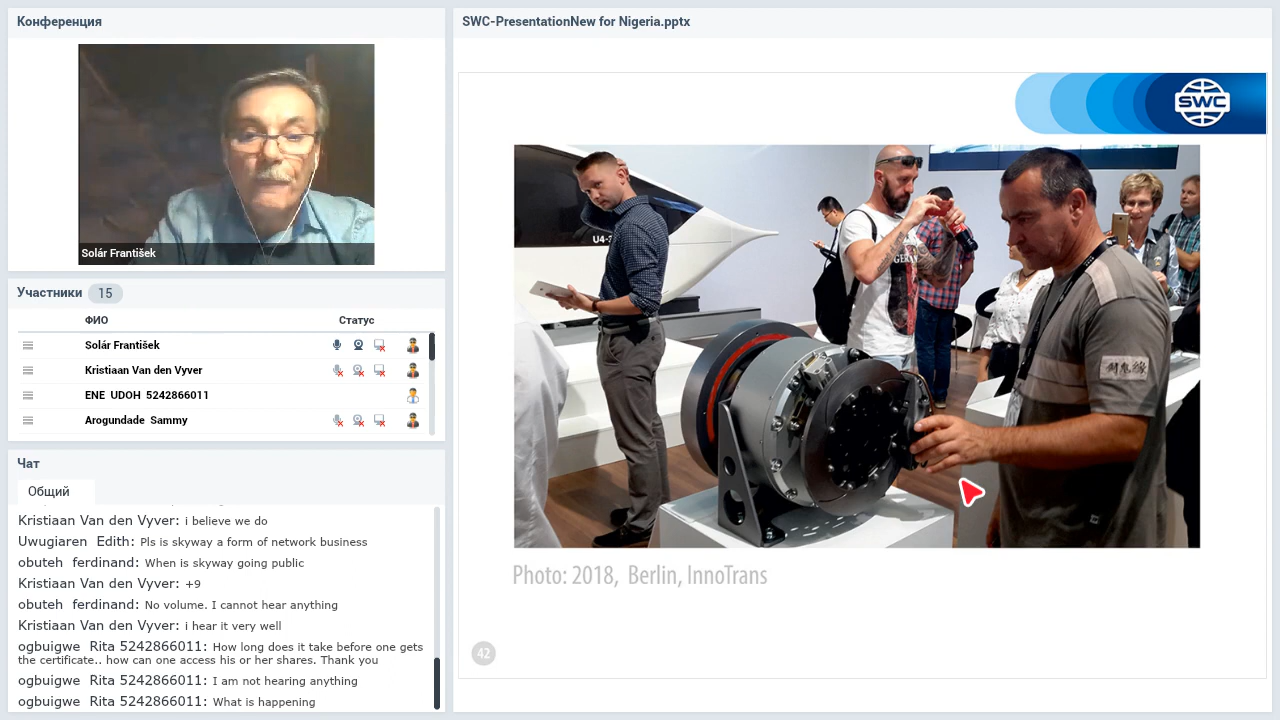 Конференция
Solár František
Участники 15
ФИО Статус
Solár František
Kristiaan Van den Vyver
ENE UDOH 5242866011
Arogundade Sammy
Чат
Общий
Kristiaan Van den Vyver: i believe we do
Uwugiaren Edith: Pls is skyway a form of network business
obuteh ferdinand: When is skyway going public
Kristiaan Van den Vyver: +9
obuteh ferdinand: No volume. I cannot hear anything
Kristiaan Van den Vyver: i hear it very well
ogbuigwe Rita 5242866011: How long does it take before one gets
the certificate.. how can one access his or her shares. Thank you
ogbuigwe Rita 5242866011: I am not hearing anything
ogbuigwe Rita 5242866011: What is happening
SWC-PresentationNew for Nigeria.pptx
SWC
Photo: 2018, Berlin, InnoTrans
42